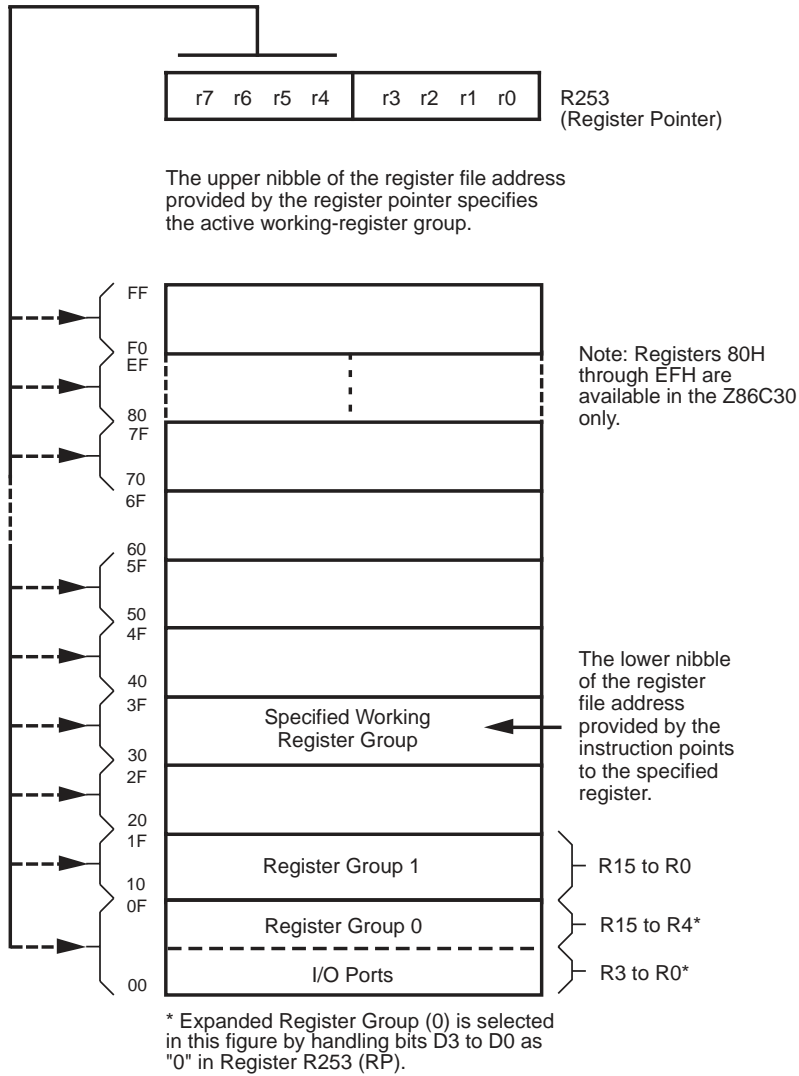 r7 r6 r5 r4 r3 r2 r1 r0
R253
(Register Pointer)
The upper nibble of the register file address
provided by the register pointer specifies
the active working-register group.
FF
F0
EF
80
7F
70
6F
60
5F
50
4F
40
3F
30
2F
20
1F
10
0F
00
Note: Registers 80H
through EFH are
available in the Z86C30
only.
Specified Working
Register Group
The lower nibble
of the register
file address
provided by the
instruction points
to the specified
register.
Register Group 1
R15 to R0
Register Group 0
R15 to R4*
I/O Ports
R3 to R0*
* Expanded Register Group (0) is selected
in this figure by handling bits D3 to D0 as
"0" in Register R253 (RP).